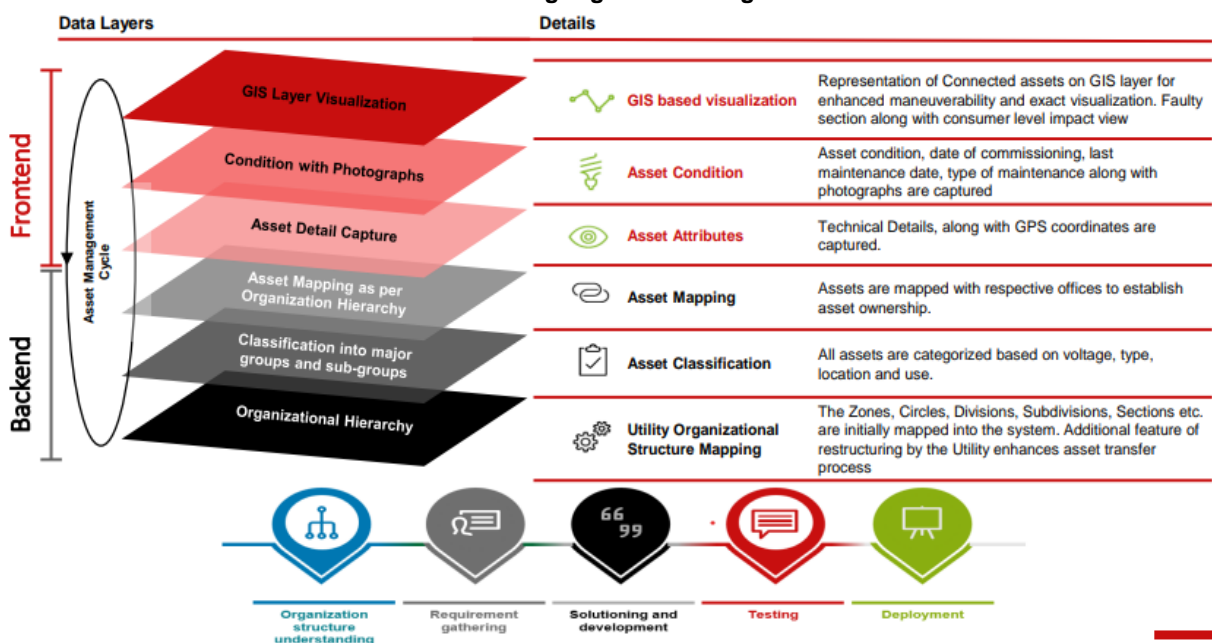 Data Layers
Details
Frontend
Backend
Asset Management
Cycle
GIS Layer Visualization
Condition with Photographs
Asset Detail Capture
Asset Mapping as per
Organization Hierarchy
Classification into major
groups and sub-groups
Organizational Hierarchy
GIS based visualization
Representation of Connected assets on GIS layer for
enhanced maneuverability and exact visualization. Faulty
section along with consumer level impact view
Asset Condition
Asset condition, date of commissioning, last
maintenance date, type of maintenance along with
photographs are captured
Asset Attributes
Technical Details, along with GPS coordinates are
captured.
Asset Mapping
Assets are mapped with respective offices to establish
asset ownership.
Asset Classification
All assets are categorized based on voltage, type,
location and use.
Utility Organizational
Structure Mapping
The Zones, Circles, Divisions, Subdivisions, Sections etc.
are initially mapped into the system. Additional feature of
restructuring by the Utility enhances asset transfer
process
66
99
Organization
structure
understanding
Requirement
gathering
Solutioning and
development
Testing
Deployment